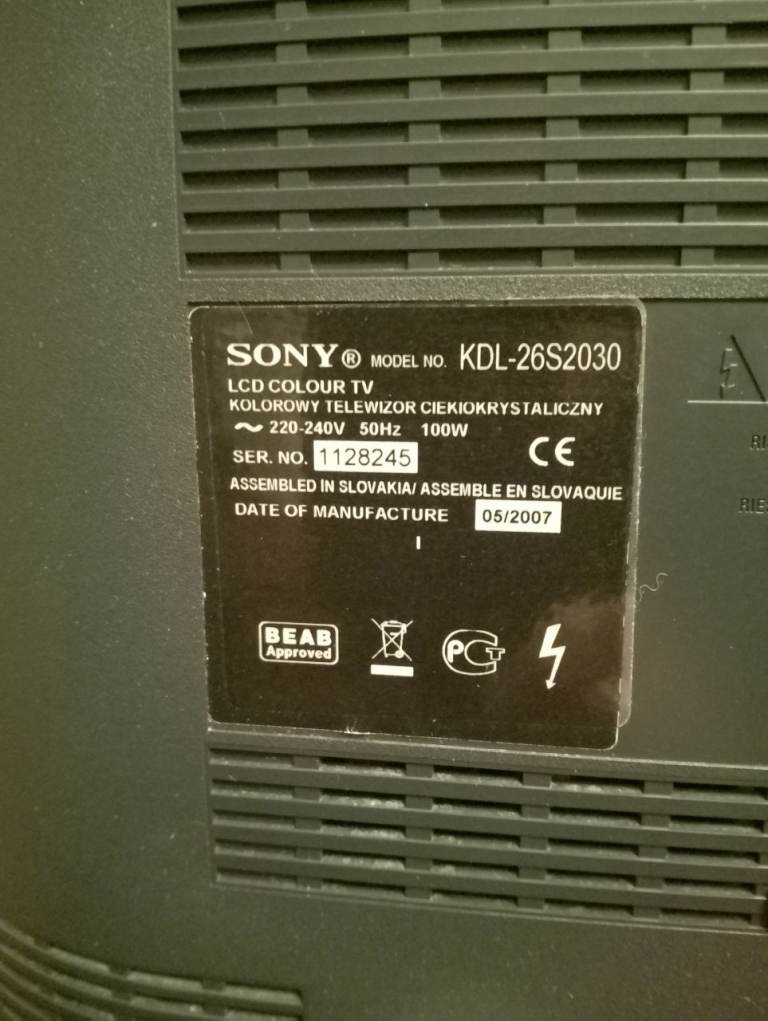 SONY® MODEL NO. KDL-26S2030
LCD COLOUR TV
KOLOROWY TELEWIZOR CIEKIOKRYSTALICZNY
~ 220-240V 50Hz 100W
SER. NO. 1128245
CE
ASSEMBLED IN SLOVAKIA/ ASSEMBLE EN SLOVAQUIE
DATE OF MANUFACTURE 05/2007
I
BEAB
Approved
PCT